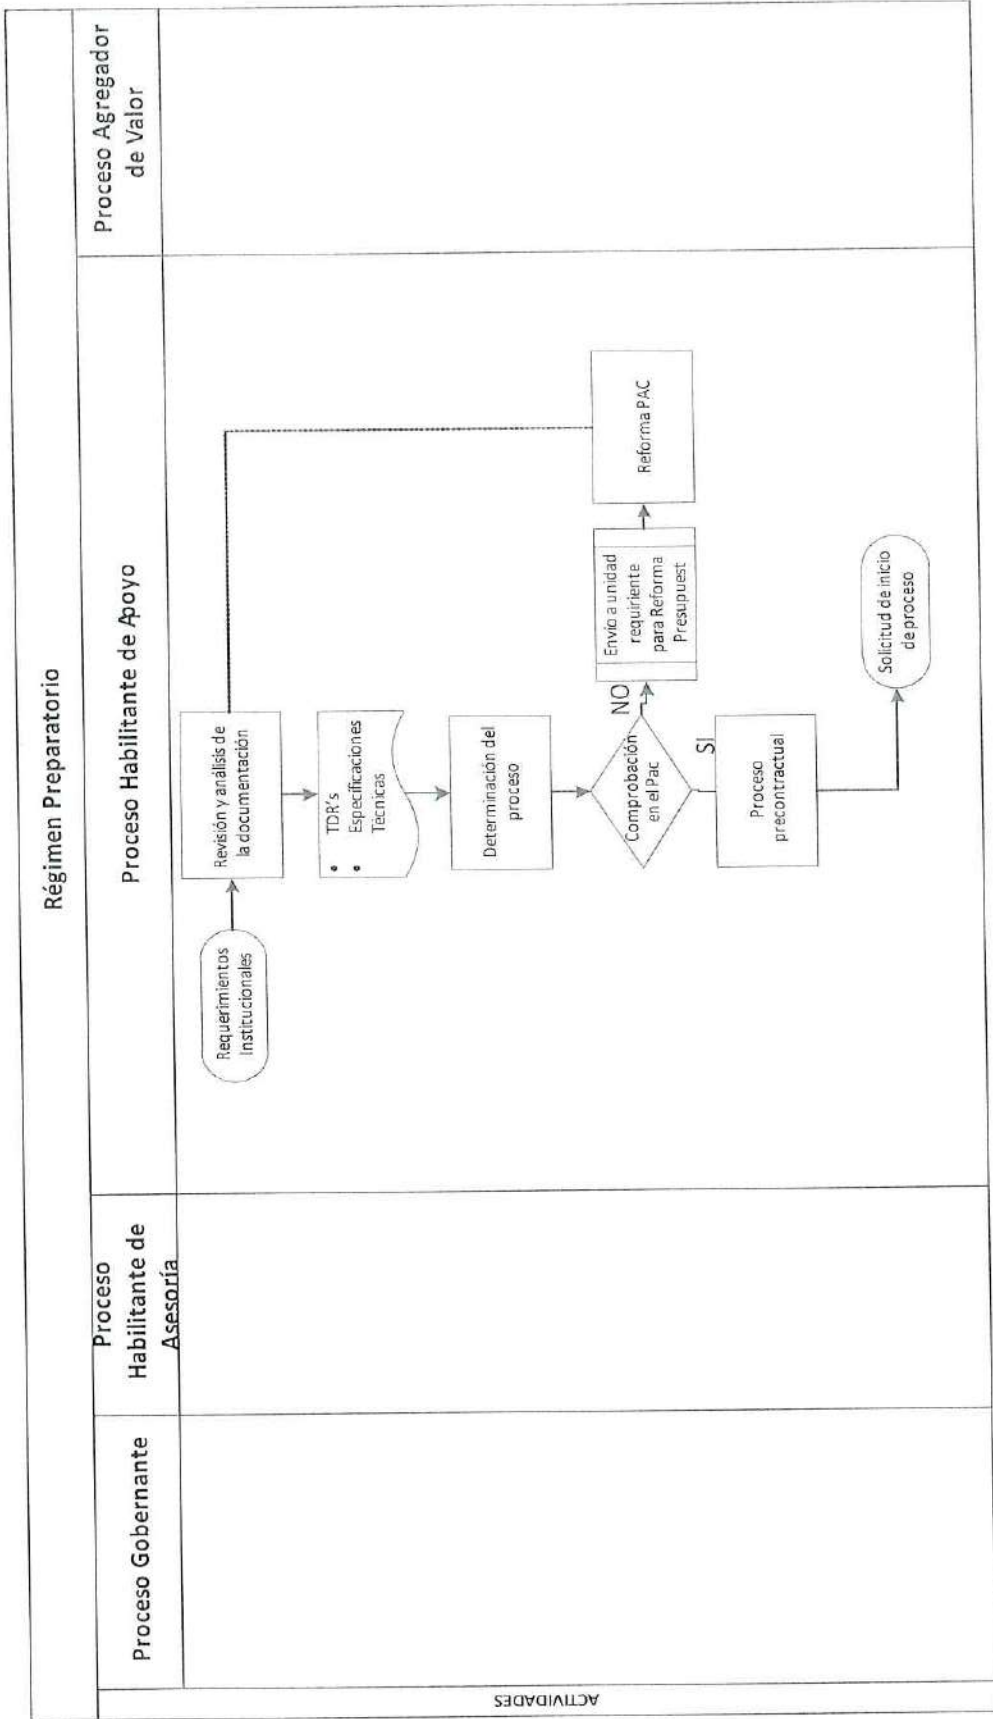 Régimen Preparatorio
Proceso Gobernante
Proceso
Habilitante de
Asesoría
Proceso Habilitante de Apoyo
Proceso Agregador
de Valor
ACTIVIDADES
Requerimientos
Institucionales
Revisión y análisis de
la documentación
• TDR's
• Especificaciones
Técnicas
Determinación del
proceso
Comprobación
en el Pac
NO
Envío a unidad
requiriente
para Reforma
Presupuest
Reforma PAC
SI
Proceso
precontractual
Solicitud de inicio
de proceso